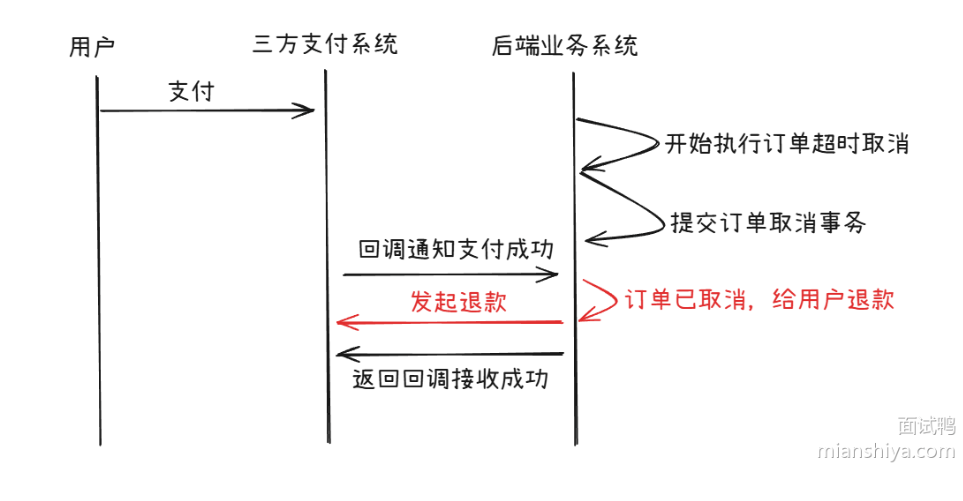 用户
三方支付系统
后端业务系统
支付
开始执行订单超时取消
提交订单取消事务
回调通知支付成功
发起退款
订单已取消，给用户退款
返回回调接收成功
面试鸭
mianshiya.com